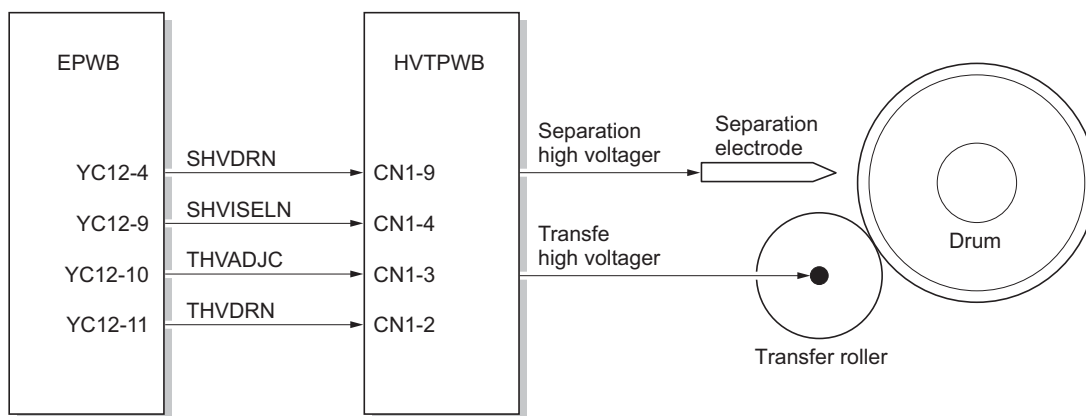 EPWB
HVTPWB
Separation
high voltager
Separation
electrode
YC12-4
SHVDRN
CN1-9
YC12-9
SHVISELN
CN1-4
Transfe
high voltager
Drum
YC12-10
THVADJC
CN1-3
YC12-11
THVDRN
CN1-2
Transfer roller